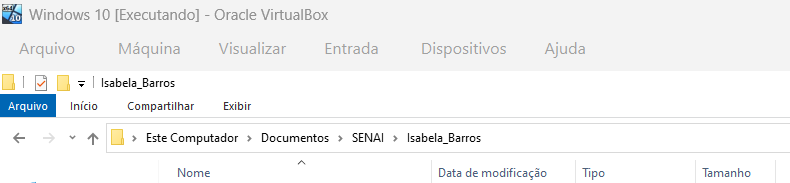 Windows 10 [Executando] - Oracle VirtualBox
Arquivo Máquina Visualizar Entrada Dispositivos Ajuda
Isabela_Barros
Arquivo Início Compartilhar Exibir
Este Computador > Documentos > SENAI > Isabela_Barros
Nome Data de modificação Tipo Tamanho